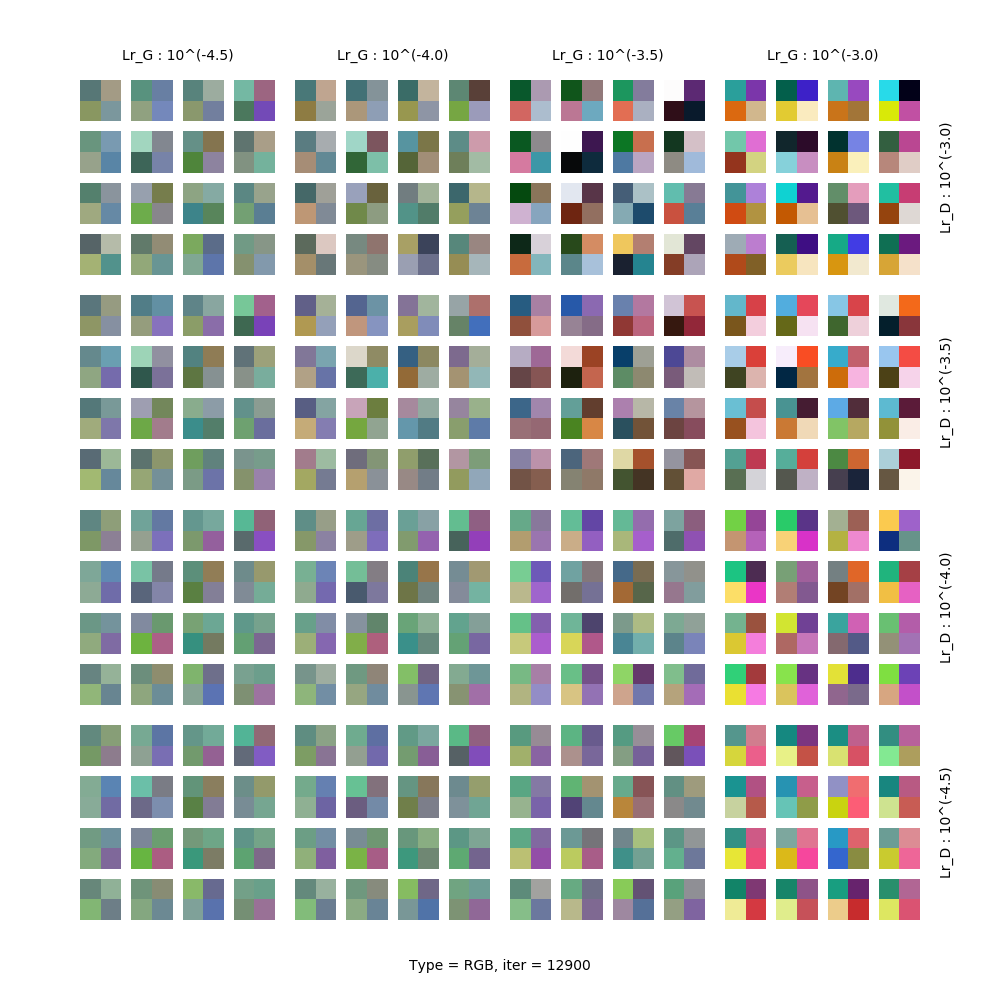 Lr_G : 10^(-4.5)
Lr_G : 10^(-4.0)
Lr_G : 10^(-3.5)
Lr_G : 10^(-3.0)
Lr_D : 10^(-3.0)
Lr_D : 10^(-3.5)
Lr_D : 10^(-4.0)
Lr_D : 10^(-4.5)
Type = RGB, iter = 12900